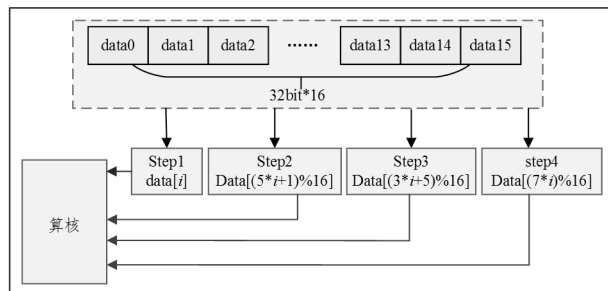 data0 data1 data2 ······ data13 data14 data15
32bit*16
Step1
data[i]
Step2
Data[(5*i+1)%16]
Step3
Data[(3*i+5)%16]
step4
Data[(7*i)%16]
算核